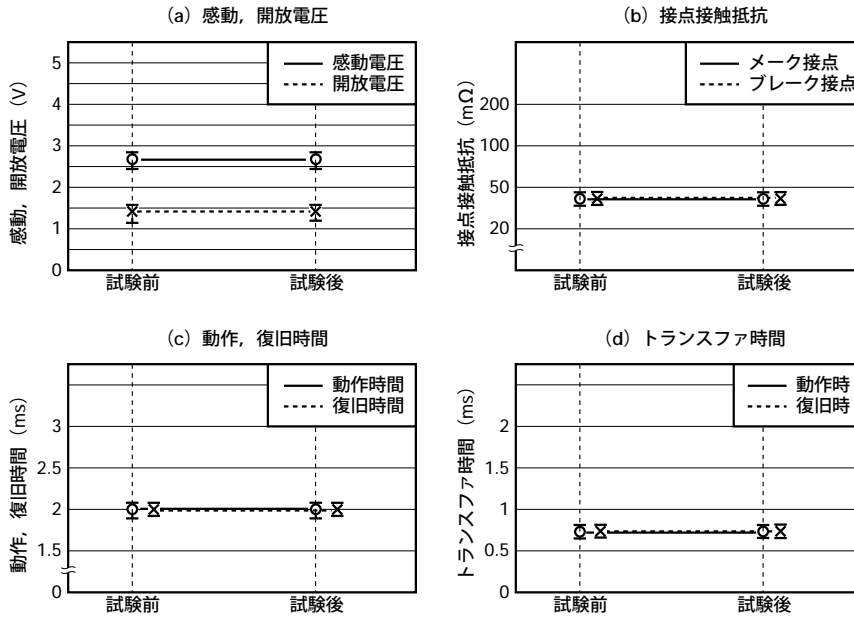 (a) 感動，開放電圧
感動，開放電圧（V）
5
4
3
2
1
0
感動電圧
開放電圧
試験前
試験後
(b) 接点接触抵抗
接点接触抵抗（mΩ）
200
100
50
20
メーク接点
ブレーク接点
試験前
試験後
(c) 動作，復旧時間
動作，復旧時間（ms）
3
2.5
2
1.5
0
動作時間
復旧時間
試験前
試験後
(d) トランスファ時間
トランスファ時間（ms）
2
1.5
1
0.5
0
動作時
復旧時
試験前
試験後